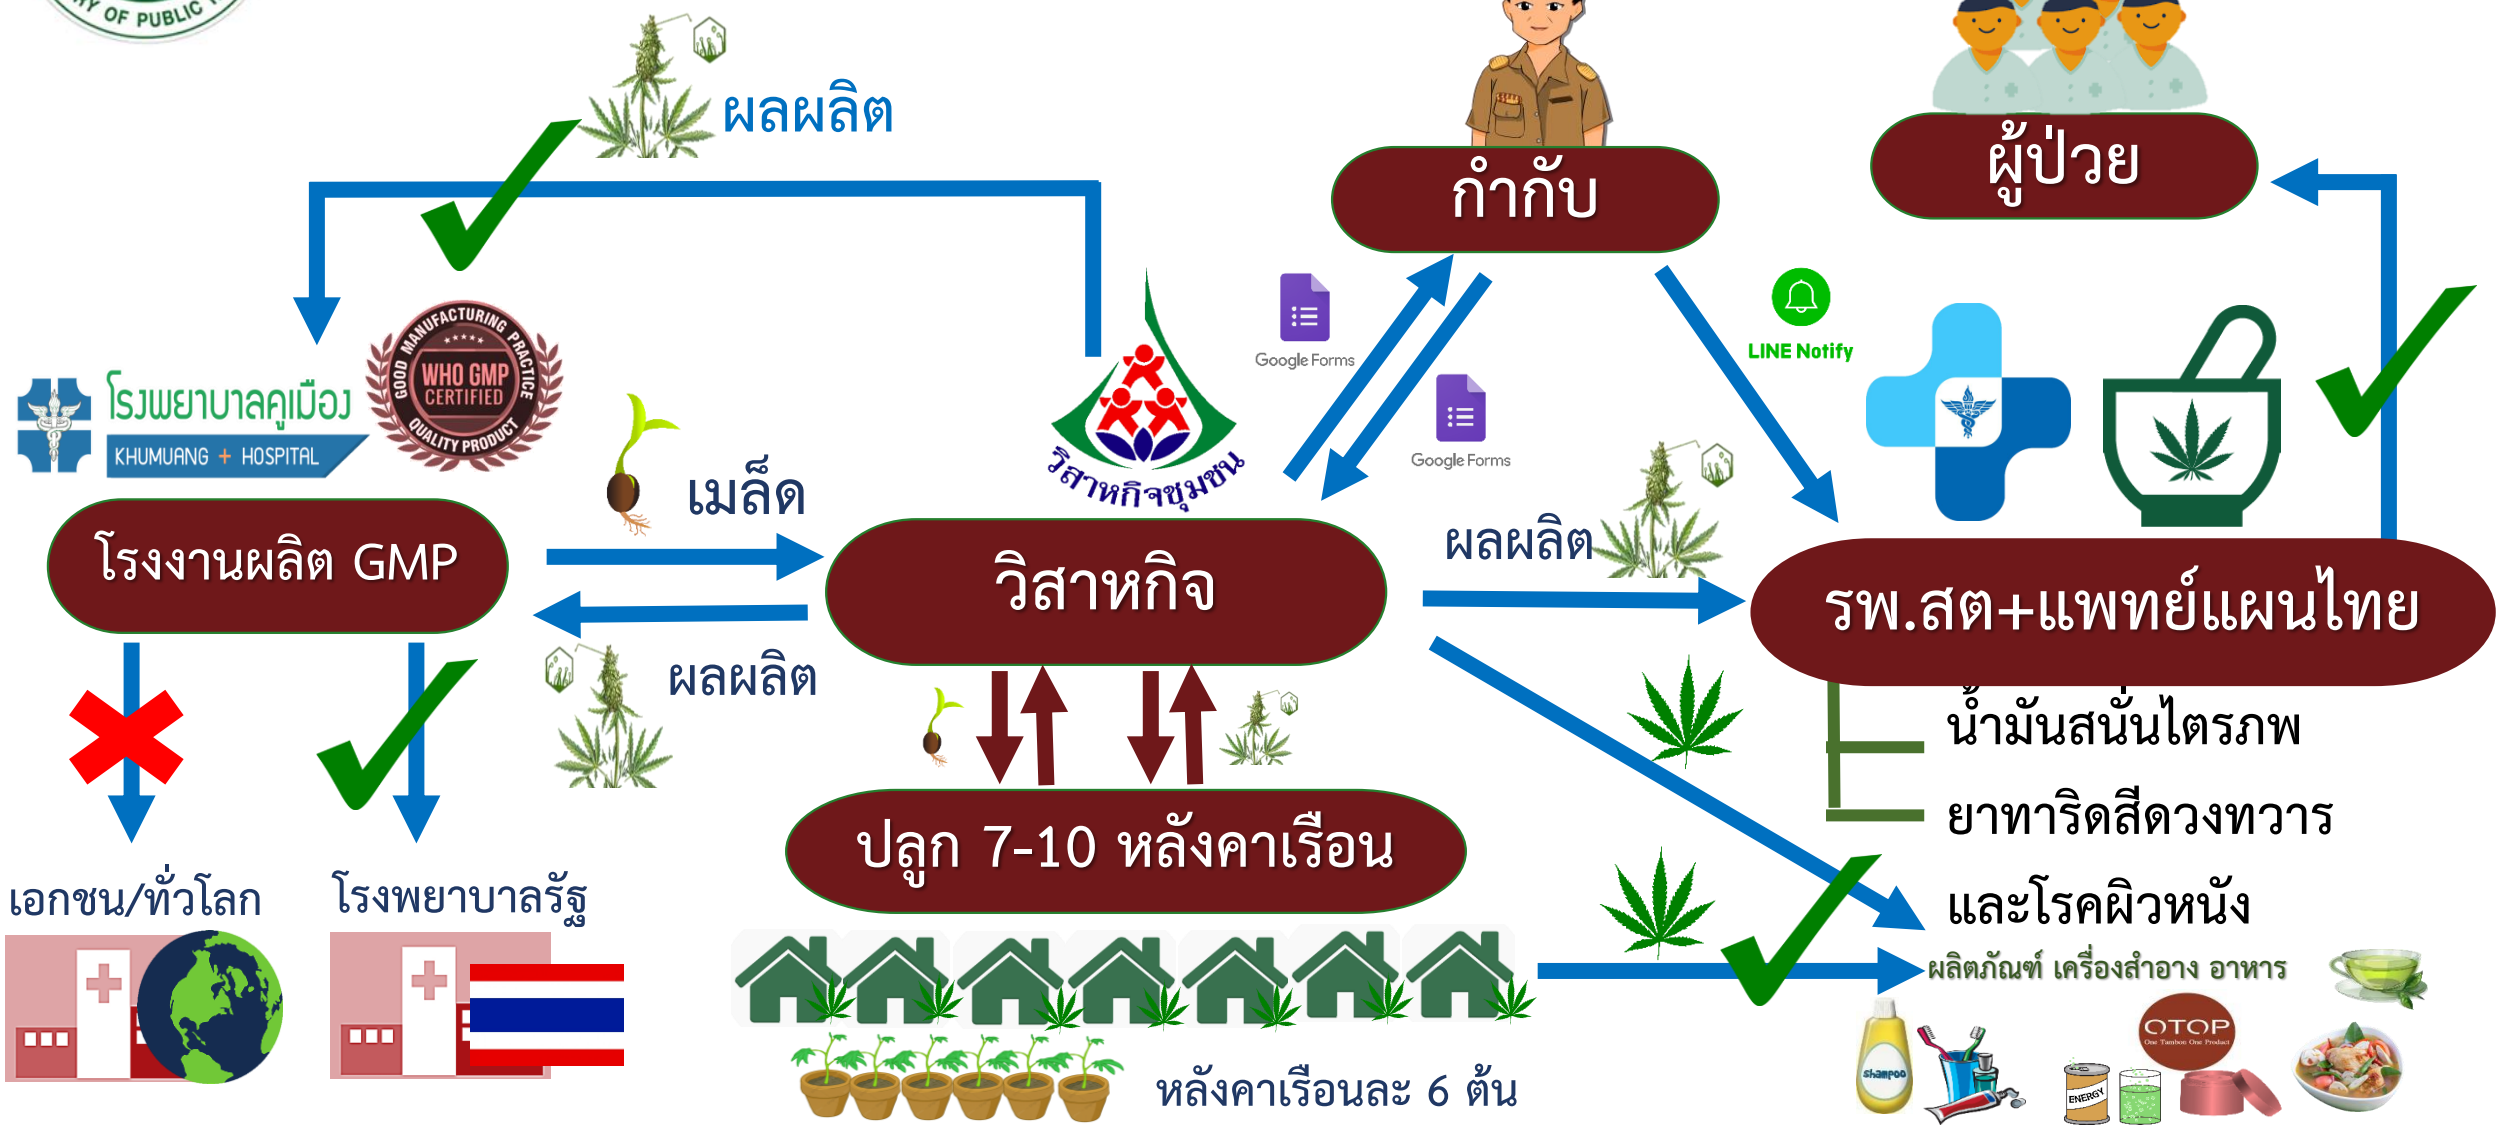 OF PUBLIC
ผลผลิต
กำกับ
ผู้ป่วย
Google Forms
LINE Notify
GOOD MANUFACTURING PRACTICE
WHO GMP
CERTIFIED
QUALITY PRODUCT
โรงพยาบาลคูเมือง
KHUMUANG + HOSPITAL
วิสาหกิจชุมชน
Google Forms
เมล็ด
ผลผลิต
โรงงานผลิต GMP
วิสาหกิจ
รพ.สต+แพทย์แผนไทย
ผลผลิต
น้ำมันสนั่นไตรภพ
ยาทาริดสีดวงทวาร
และโรคผิวหนัง
ปลูก 7-10 หลังคาเรือน
เอกชน/ทั่วโลก
โรงพยาบาลรัฐ
ผลิตภัณฑ์ เครื่องสำอาง อาหาร
OTOP
One Tambon One Product
Shampoo
ENERGY
หลังคาเรือนละ 6 ต้น